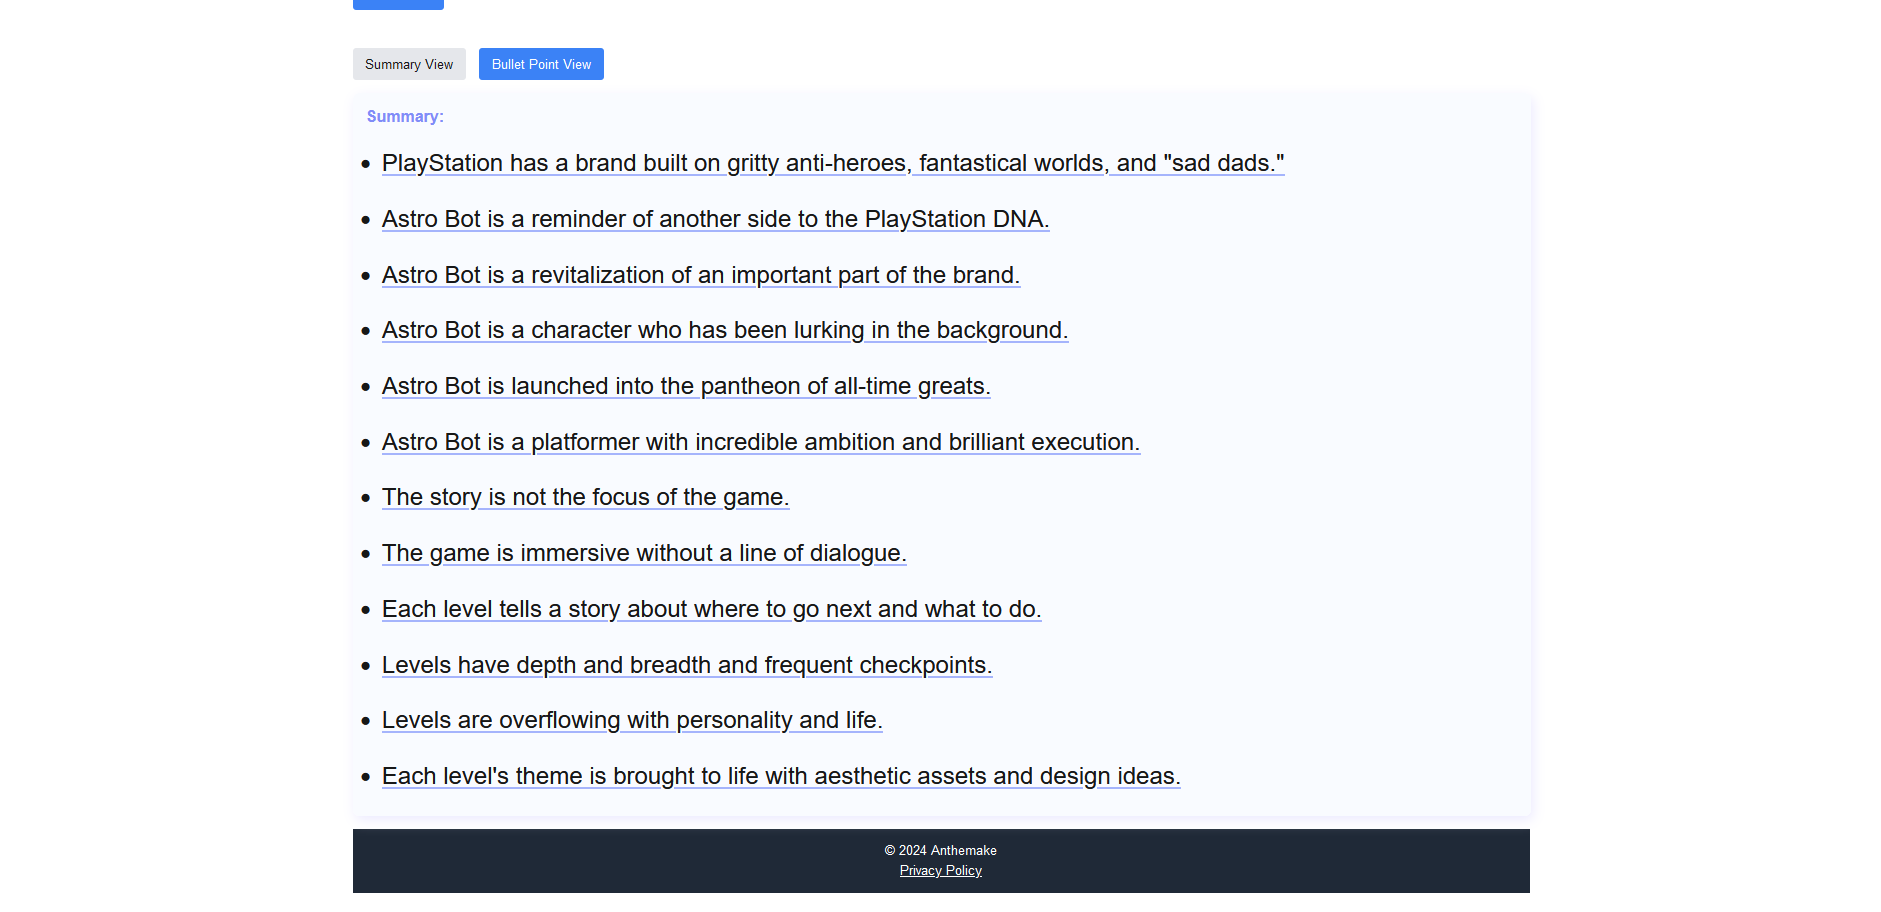 Summary View
Bullet Point View
Summary:
PlayStation has a brand built on gritty anti-heroes, fantastical worlds, and "sad dads."
Astro Bot is a reminder of another side to the PlayStation DNA.
Astro Bot is a revitalization of an important part of the brand.
Astro Bot is a character who has been lurking in the background.
Astro Bot is launched into the pantheon of all-time greats.
Astro Bot is a platformer with incredible ambition and brilliant execution.
The story is not the focus of the game.
The game is immersive without a line of dialogue.
Each level tells a story about where to go next and what to do.
Levels have depth and breadth and frequent checkpoints.
Levels are overflowing with personality and life.
Each level's theme is brought to life with aesthetic assets and design ideas.
© 2024 Anthemake
Privacy Policy